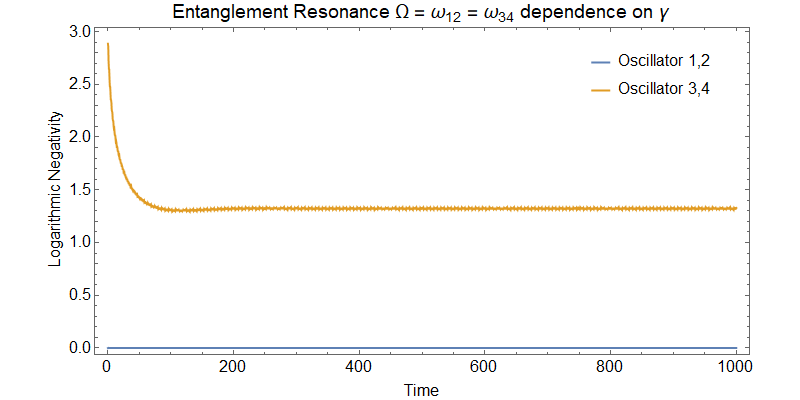 Entanglement Resonance Ω = ω₁₂ = ω₃₄ dependence on γ
Oscillator 1,2
Oscillator 3,4
Logarithmic Negativity
3.0
2.5
2.0
1.5
1.0
0.5
0.0
0 200 400 600 800 1000
Time